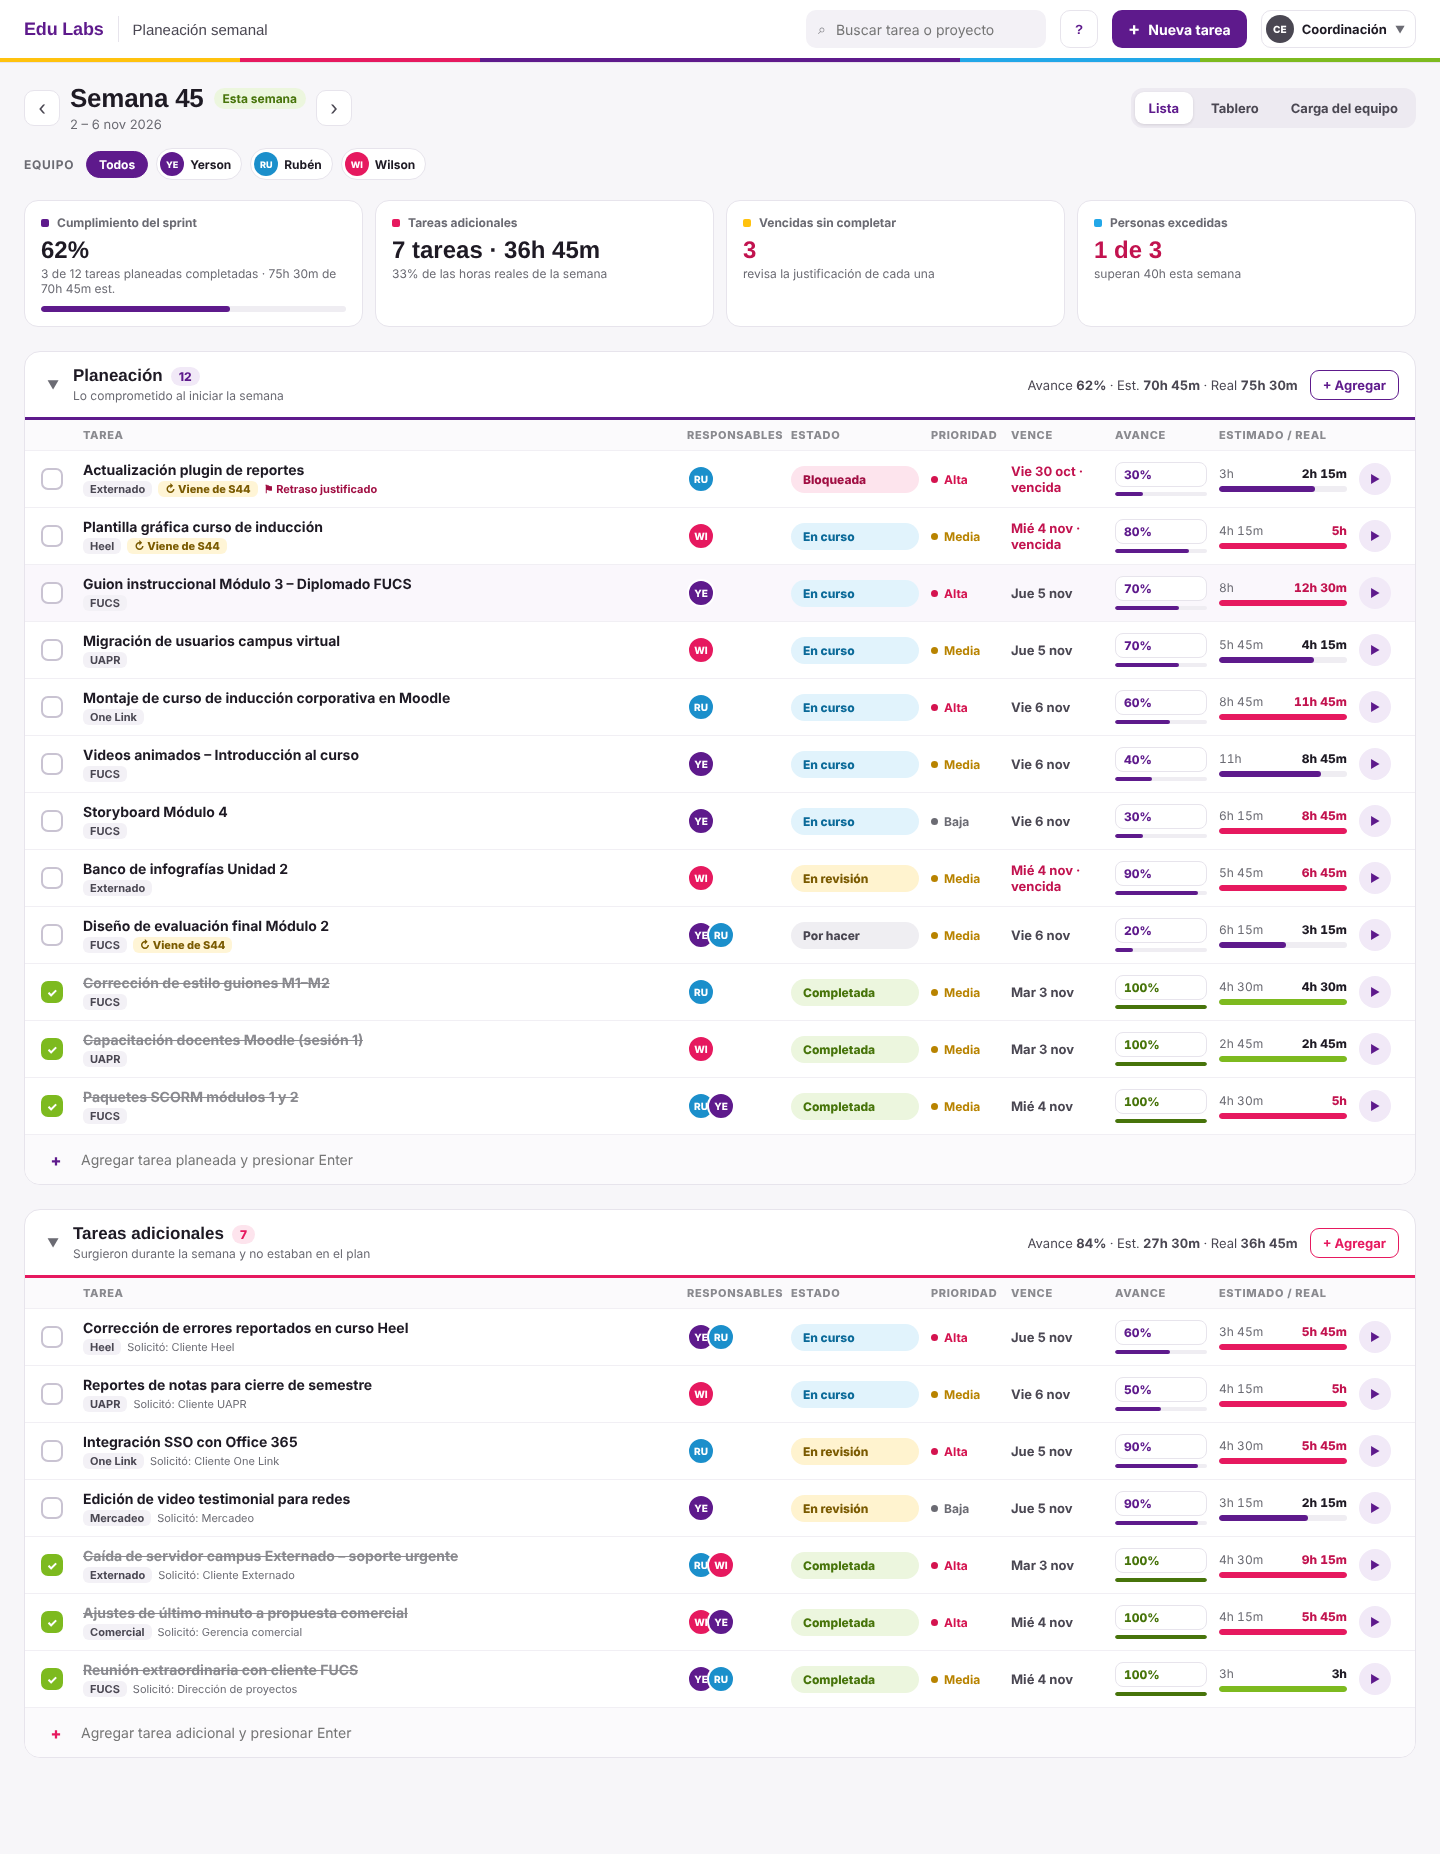 Edu Labs
Planeación semanal
Buscar tarea o proyecto
?
+ Nueva tarea
CE Coordinación ▼
‹
Semana 45 Esta semana
2 – 6 nov 2026
›
Lista Tablero Carga del equipo
EQUIPO Todos YE Yerson RU Rubén WI Wilson
Cumplimiento del sprint
62%
3 de 12 tareas planeadas completadas · 75h 30m de
70h 45m est.
Tareas adicionales
7 tareas · 36h 45m
33% de las horas reales de la semana
Vencidas sin completar
3
revisa la justificación de cada una
Personas excedidas
1 de 3
superan 40h esta semana
▼ Planeación 12
Lo comprometido al iniciar la semana
Avance 62% · Est. 70h 45m · Real 75h 30m
+ Agregar
TAREA RESPONSABLES ESTADO PRIORIDAD VENCE AVANCE ESTIMADO / REAL
Actualización plugin de reportes
Externado ↻ Viene de S44 ⚑ Retraso justificado
RU Bloqueada Alta
Vie 30 oct ·
vencida
30% 3h 2h 15m
Plantilla gráfica curso de inducción
Heel ↻ Viene de S44
WI En curso Media
Mié 4 nov ·
vencida
80% 4h 15m 5h
Guion instruccional Módulo 3 – Diplomado FUCS
FUCS
YE En curso Alta Jue 5 nov 70% 8h 12h 30m
Migración de usuarios campus virtual
UAPR
WI En curso Media Jue 5 nov 70% 5h 45m 4h 15m
Montaje de curso de inducción corporativa en Moodle
One Link
RU En curso Alta Vie 6 nov 60% 8h 45m 11h 45m
Videos animados – Introducción al curso
FUCS
YE En curso Media Vie 6 nov 40% 11h 8h 45m
Storyboard Módulo 4
FUCS
YE En curso Baja Vie 6 nov 30% 6h 15m 8h 45m
Banco de infografías Unidad 2
Externado
WI En revisión Media
Mié 4 nov ·
vencida
90% 5h 45m 6h 45m
Diseño de evaluación final Módulo 2
FUCS ↻ Viene de S44
YE RU Por hacer Media Vie 6 nov 20% 6h 15m 3h 15m
Corrección de estilo guiones M1–M2
FUCS
RU Completada Media Mar 3 nov 100% 4h 30m 4h 30m
Capacitación docentes Moodle (sesión 1)
UAPR
WI Completada Media Mar 3 nov 100% 2h 45m 2h 45m
Paquetes SCORM módulos 1 y 2
FUCS
RU YE Completada Media Mié 4 nov 100% 4h 30m 5h
+ Agregar tarea planeada y presionar Enter
▼ Tareas adicionales 7
Surgieron durante la semana y no estaban en el plan
Avance 84% · Est. 27h 30m · Real 36h 45m
+ Agregar
TAREA RESPONSABLES ESTADO PRIORIDAD VENCE AVANCE ESTIMADO / REAL
Corrección de errores reportados en curso Heel
Heel Solicitó: Cliente Heel
YE RU En curso Alta Jue 5 nov 60% 3h 45m 5h 45m
Reportes de notas para cierre de semestre
UAPR Solicitó: Cliente UAPR
WI En curso Media Vie 6 nov 50% 4h 15m 5h
Integración SSO con Office 365
One Link Solicitó: Cliente One Link
RU En revisión Alta Jue 5 nov 90% 4h 30m 5h 45m
Edición de video testimonial para redes
Mercadeo Solicitó: Mercadeo
YE En revisión Baja Jue 5 nov 90% 3h 15m 2h 15m
Caída de servidor campus Externado – soporte urgente
Externado Solicitó: Cliente Externado
RU WI Completada Alta Mar 3 nov 100% 4h 30m 9h 15m
Ajustes de último minuto a propuesta comercial
Comercial Solicitó: Gerencia comercial
WI YE Completada Alta Mié 4 nov 100% 4h 15m 5h 45m
Reunión extraordinaria con cliente FUCS
FUCS Solicitó: Dirección de proyectos
YE RU Completada Media Mié 4 nov 100% 3h 3h
+ Agregar tarea adicional y presionar Enter